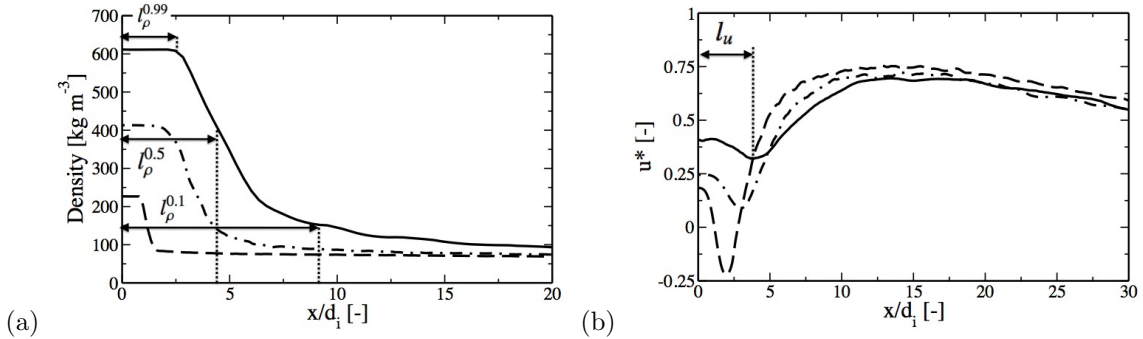 l_ρ^0.99
700
600
500
400
300
200
100
0
Density [kg m⁻³]
l_ρ^0.5
l_ρ^0.1
0 5 10 15 20
x/d_i [-]
(a)
1
0.75
0.5
0.25
0
-0.25
u* [-]
l_u
0 5 10 15 20 25 30
x/d_i [-]
(b)